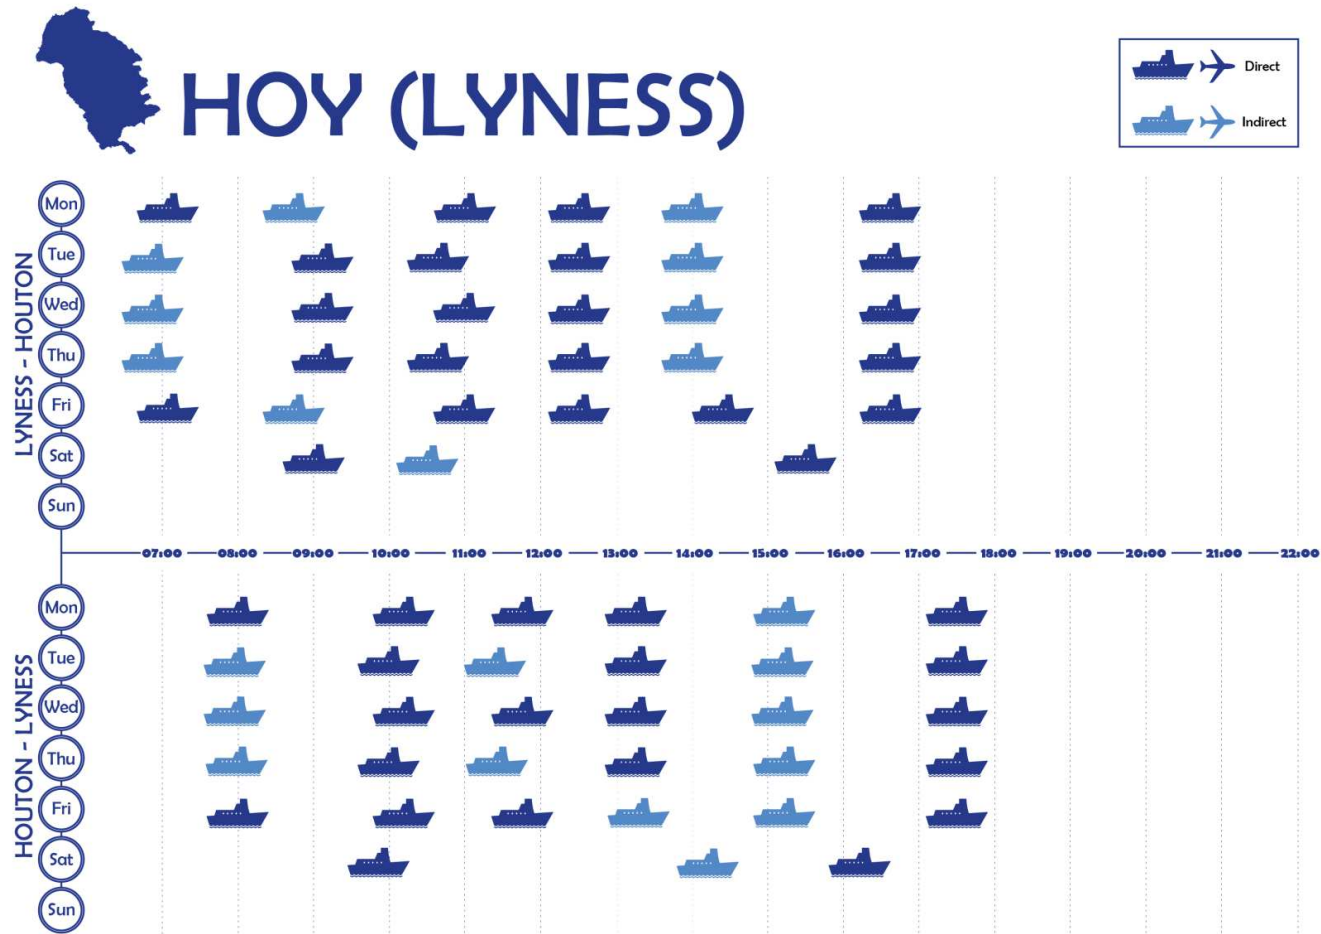 HOY (LYNESS)
Direct
Indirect
LYNESS - HOUTON
Mon
Tue
Wed
Thu
Fri
Sat
Sun
07:00 08:00 09:00 10:00 11:00 12:00 13:00 14:00 15:00 16:00 17:00 18:00 19:00 20:00 21:00 22:00
HOUTON - LYNESS
Mon
Tue
Wed
Thu
Fri
Sat
Sun